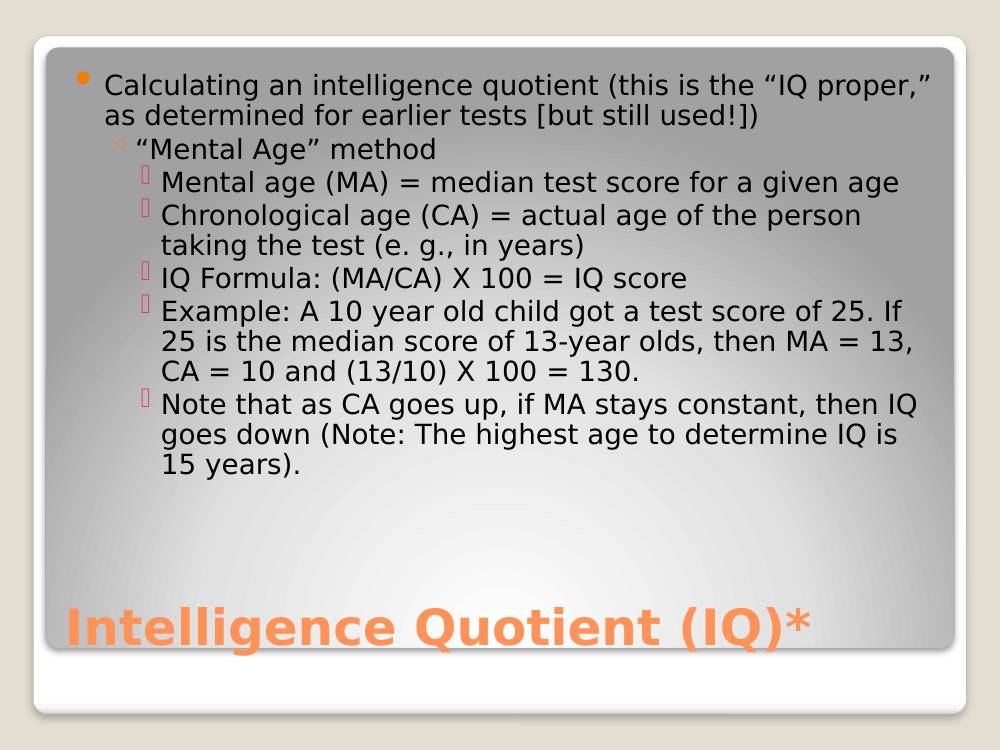 Calculating an intelligence quotient (this is the “IQ proper,”
as determined for earlier tests [but still used!])
“Mental Age” method
Mental age (MA) = median test score for a given age
Chronological age (CA) = actual age of the person
taking the test (e. g., in years)
IQ Formula: (MA/CA) X 100 = IQ score
Example: A 10 year old child got a test score of 25. If
25 is the median score of 13-year olds, then MA = 13,
CA = 10 and (13/10) X 100 = 130.
Note that as CA goes up, if MA stays constant, then IQ
goes down (Note: The highest age to determine IQ is
15 years).
Intelligence Quotient (IQ)*